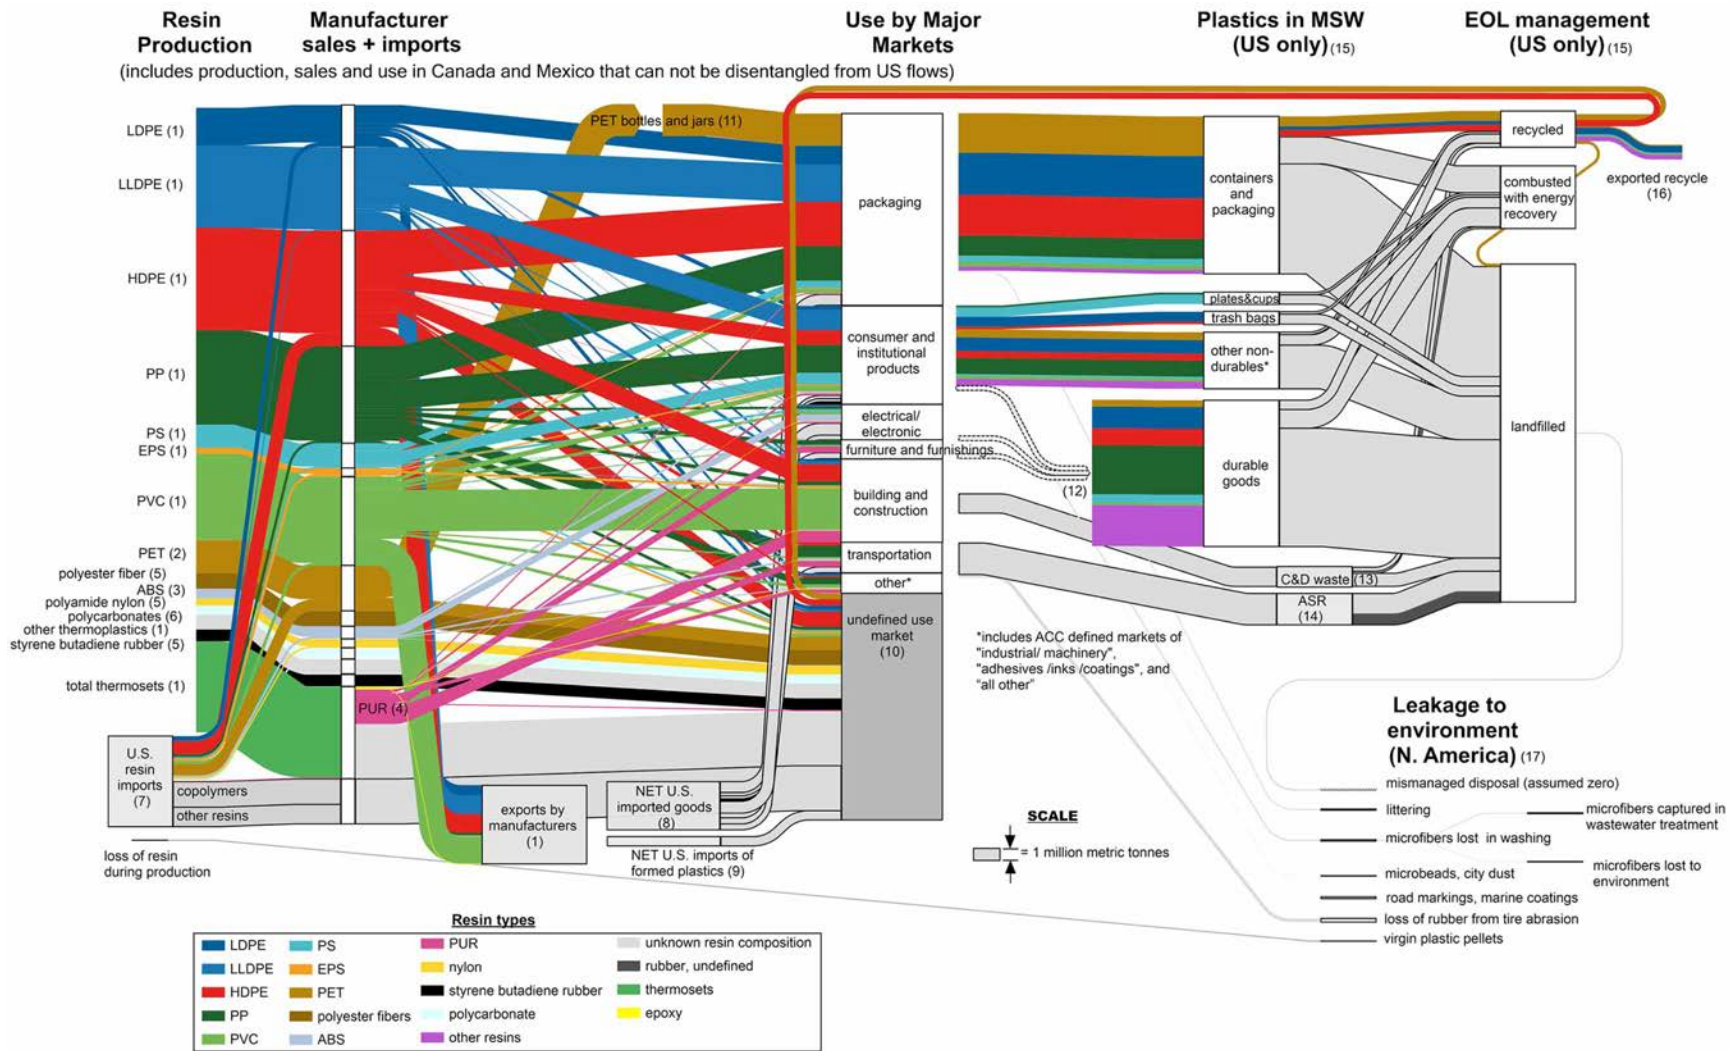 Resin
Production
Manufacturer
sales + imports
Use by Major
Markets
Plastics in MSW
(US only) (15)
EOL management
(US only) (15)
(includes production, sales and use in Canada and Mexico that can not be disentangled from US flows)
LDPE (1)
LLDPE (1)
HDPE (1)
PP (1)
PS (1)
EPS (1)
PVC (1)
PET (2)
polyester fiber (5)
ABS (3)
polyamide nylon (5)
polycarbonates (6)
other thermoplastics (1)
styrene butadiene rubber (5)
total thermosets (1)
U.S.
resin
imports
(7)
copolymers
other resins
loss of resin
during production
PET bottles and jars (11)
PUR (4)
exports by
manufacturers
(1)
NET U.S.
imported goods
(8)
NET U.S. imports of
formed plastics (9)
packaging
consumer and
institutional
products
electrical/
electronic
furniture and furnishings
building and
construction
transportation
other*
undefined use
market
(10)
containers
and
packaging
plates&cups
trash bags
other non-
durables*
durable
goods
(12)
C&D waste (13)
ASR
(14)
recycled
combusted
with energy
recovery
landfilled
exported recycle
(16)
*includes ACC defined markets of
"industrial/ machinery",
"adhesives /inks /coatings", and
"all other"
SCALE
= 1 million metric tonnes
Leakage to
environment
(N. America) (17)
mismanaged disposal (assumed zero)
littering
microfibers lost in washing
microbeads, city dust
road markings, marine coatings
loss of rubber from tire abrasion
virgin plastic pellets
microfibers captured in
wastewater treatment
microfibers lost to
environment
Resin types
LDPE
LLDPE
HDPE
PP
PVC
PS
EPS
PET
polyester fibers
ABS
PUR
nylon
styrene butadiene rubber
polycarbonate
other resins
unknown resin composition
rubber, undefined
thermosets
epoxy